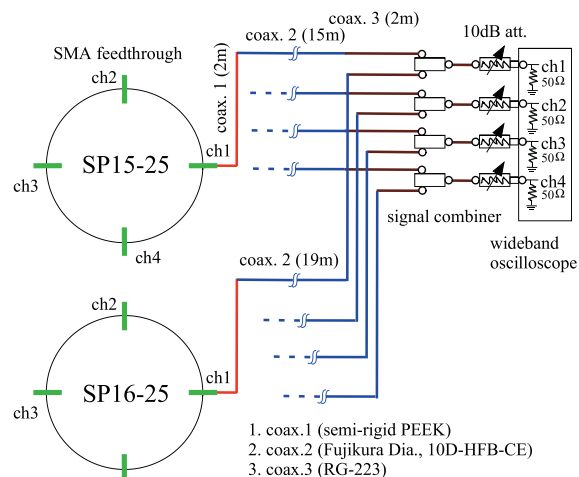 coax. 3 (2m)
coax. 2 (15m)
10dB att.
SMA feedthrough
ch2
coax. 1 (2m)
ch1
50Ω
ch2
50Ω
ch3
50Ω
ch4
50Ω
ch1
ch3
SP15-25
ch4
signal combiner
wideband
oscilloscope
coax. 2 (19m)
ch2
ch1
SP16-25
ch3
1. coax.1 (semi-rigid PEEK)
2. coax.2 (Fujikura Dia., 10D-HFB-CE)
3. coax.3 (RG-223)